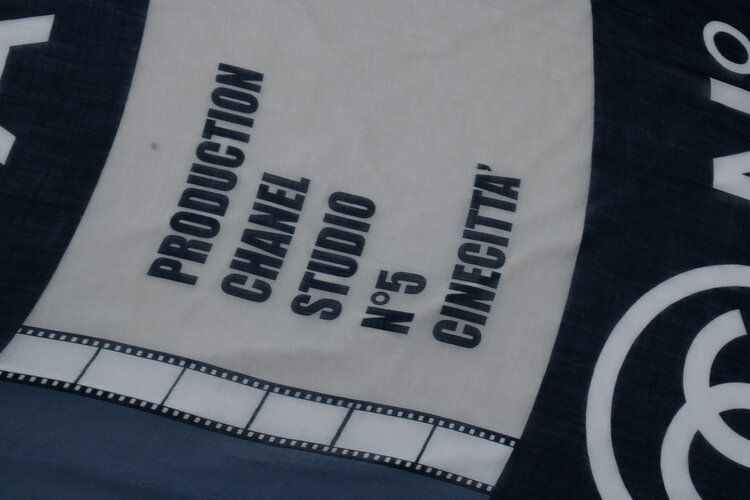 PRODUCTION
CHANEL
STUDIO
N°5
CINECITTA'
N°